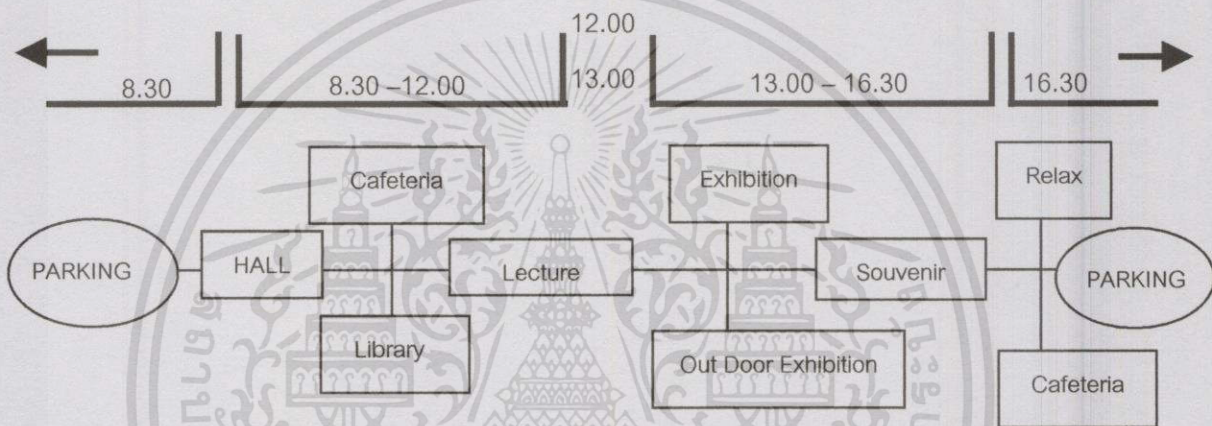 12.00
8.30
8.30 –12.00
13.00
13.00 – 16.30
16.30
Cafeteria
Exhibition
Relax
PARKING
HALL
Lecture
Souvenir
PARKING
Library
Out Door Exhibition
Cafeteria